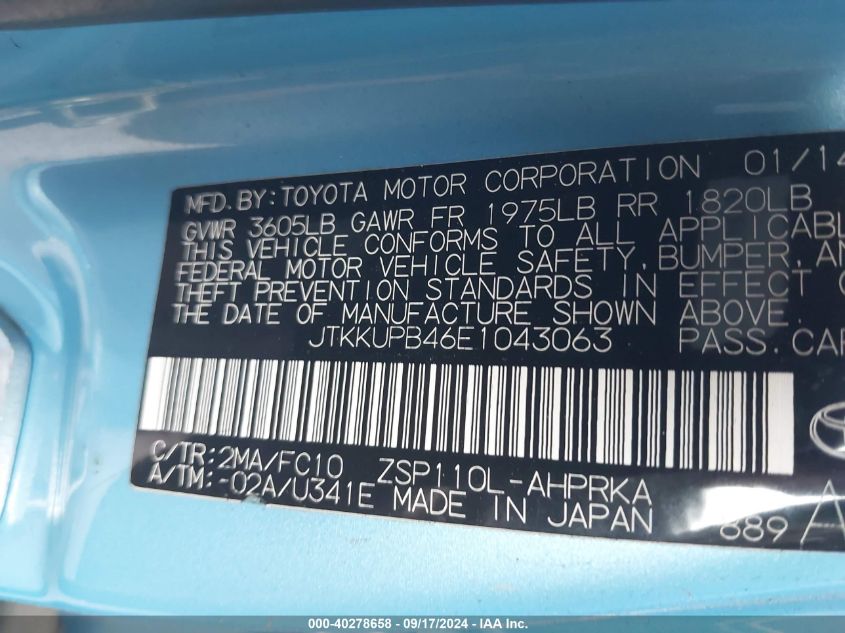 MFD. BY: TOYOTA MOTOR CORPORATION 01/14
GVWR 3605LB GAWR FR 1975LB RR 1820LB
THIS VEHICLE CONFORMS TO ALL APPLICABL
FEDERAL MOTOR VEHICLE SAFETY, BUMPER, AN
THEFT PREVENTION STANDARDS IN EFFECT O
THE DATE OF MANUFACTURE SHOWN ABOVE.
JTKKUPB46E1043063 PASS. CAR
C/TR: 2MA/FC10 ZSP110L-AHPRKA
A/TM: -02A/U341E MADE IN JAPAN 889
000-40278658 - 09/17/2024 - IAA Inc.